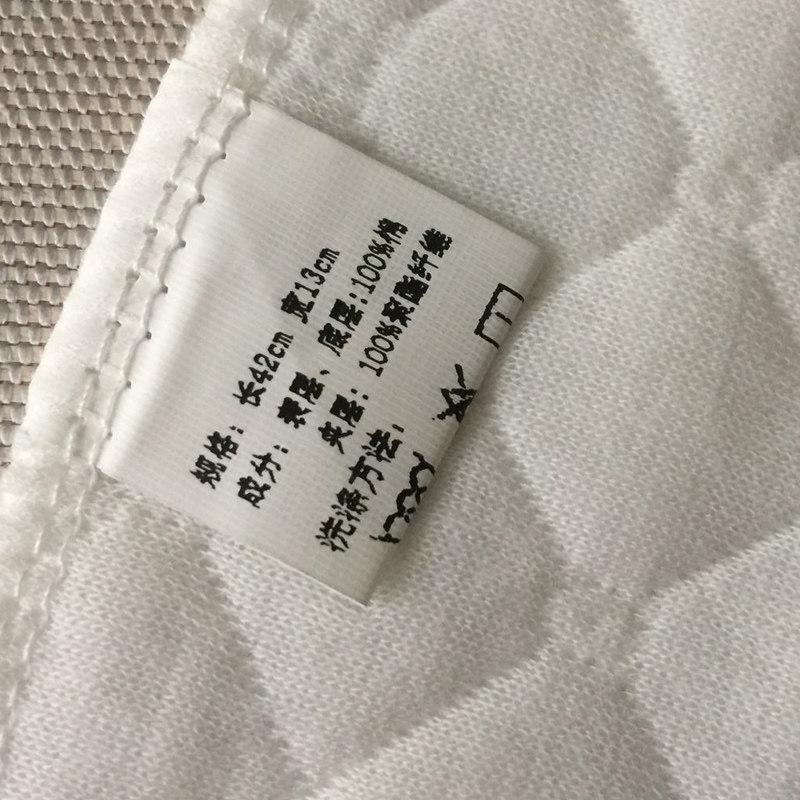 规格: 长42cm 宽13cm
成分: 表层、底层:100%棉
夹层: 100%聚酯纤维
洗涤方法: